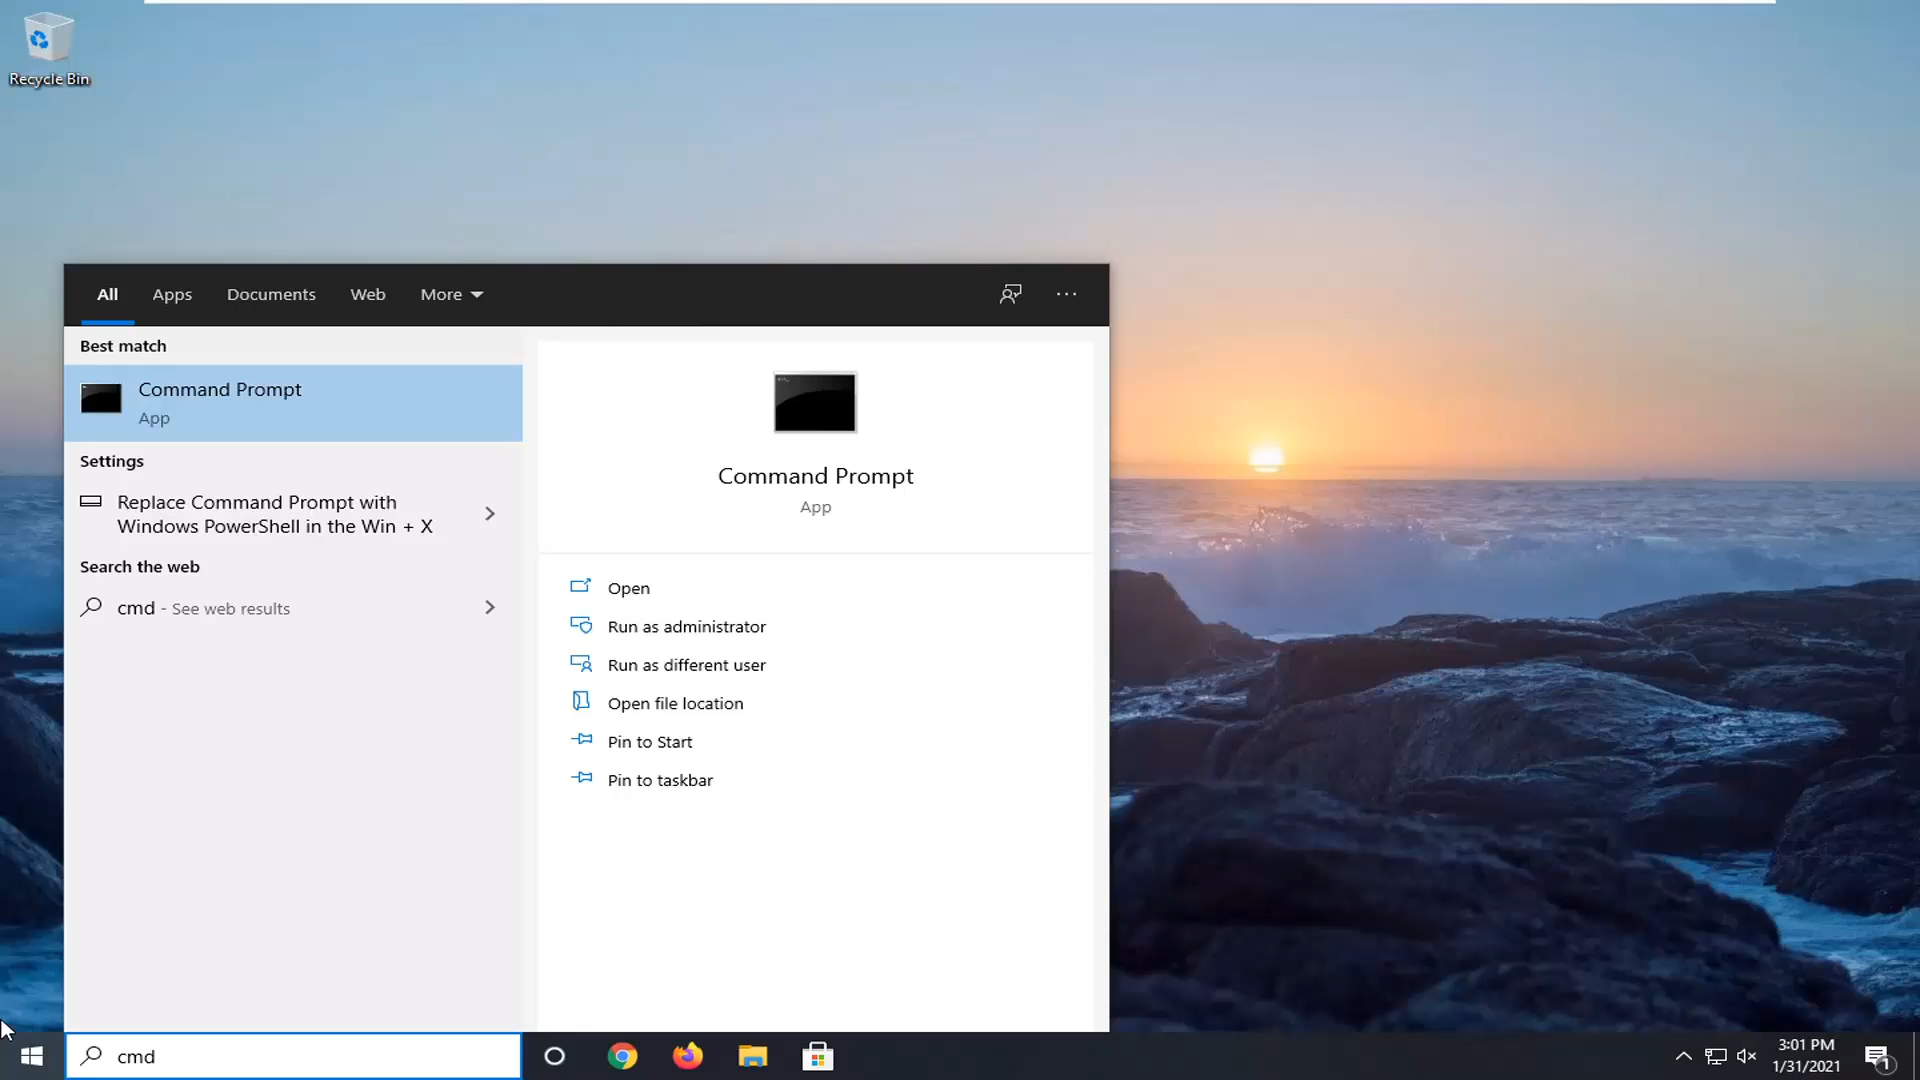 Recycle Bin
All
Apps
Documents
Web
More
Best match
Command Prompt
App
Settings
Replace Command Prompt with
Windows PowerShell in the Win + X
Search the web
cmd - See web results
Command Prompt
App
Open
Run as administrator
Run as different user
Open file location
Pin to Start
Pin to taskbar
cmd
3:01 PM
1/31/2021
1